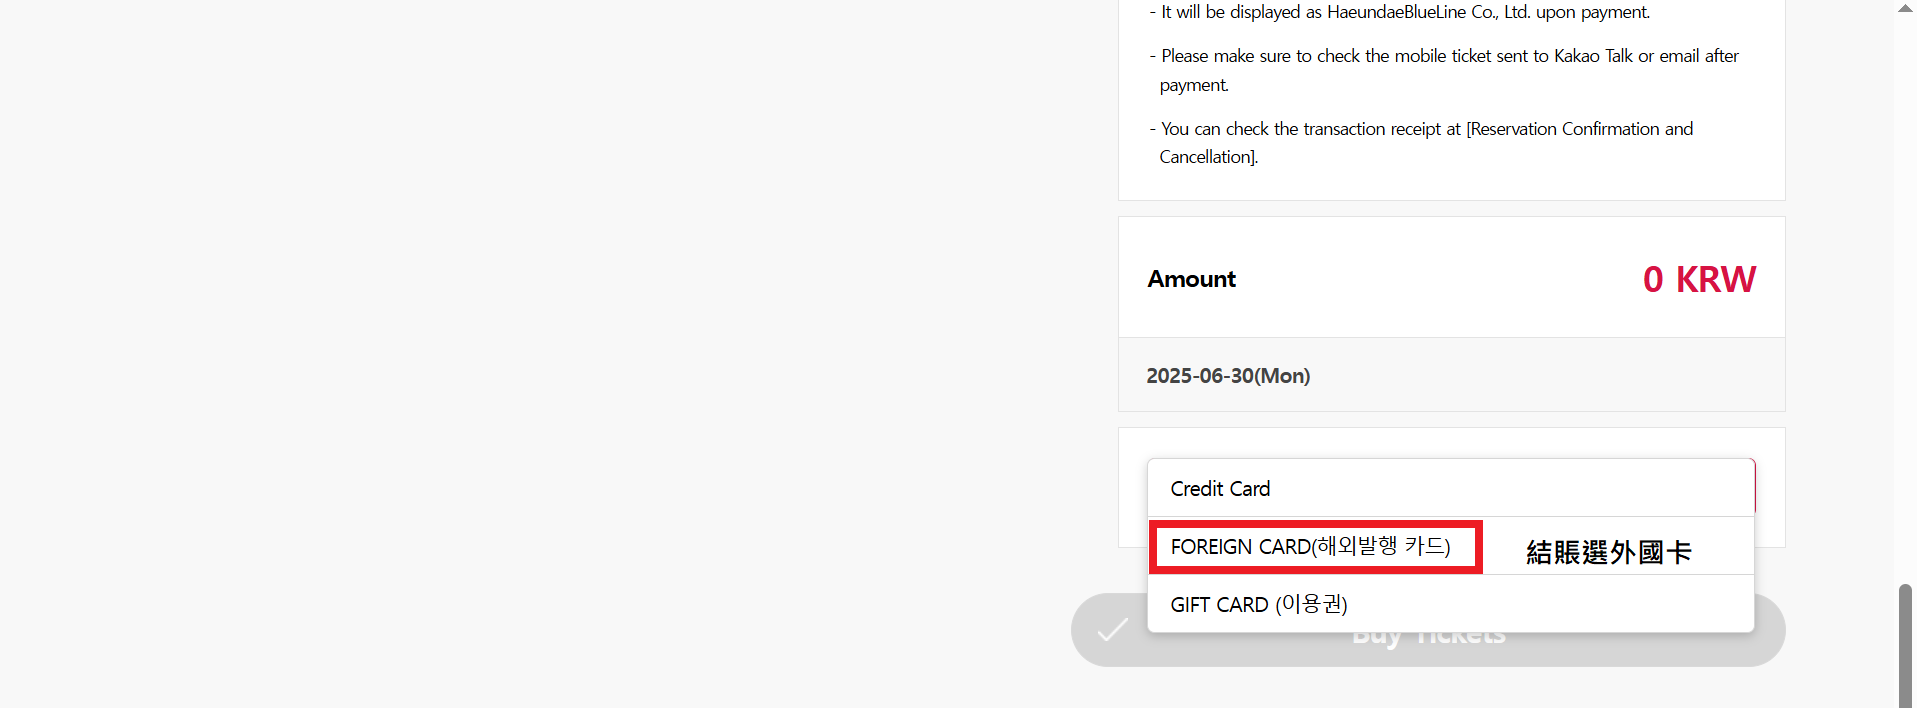 - It will be displayed as HaeundaeBlueLine Co., Ltd. upon payment.
- Please make sure to check the mobile ticket sent to Kakao Talk or email after
payment.
- You can check the transaction receipt at [Reservation Confirmation and
Cancellation].
Amount
0 KRW
2025-06-30(Mon)
Credit Card
FOREIGN CARD(해외발행 카드)
結賬選外國卡
GIFT CARD (이용권)
Buy Tickets